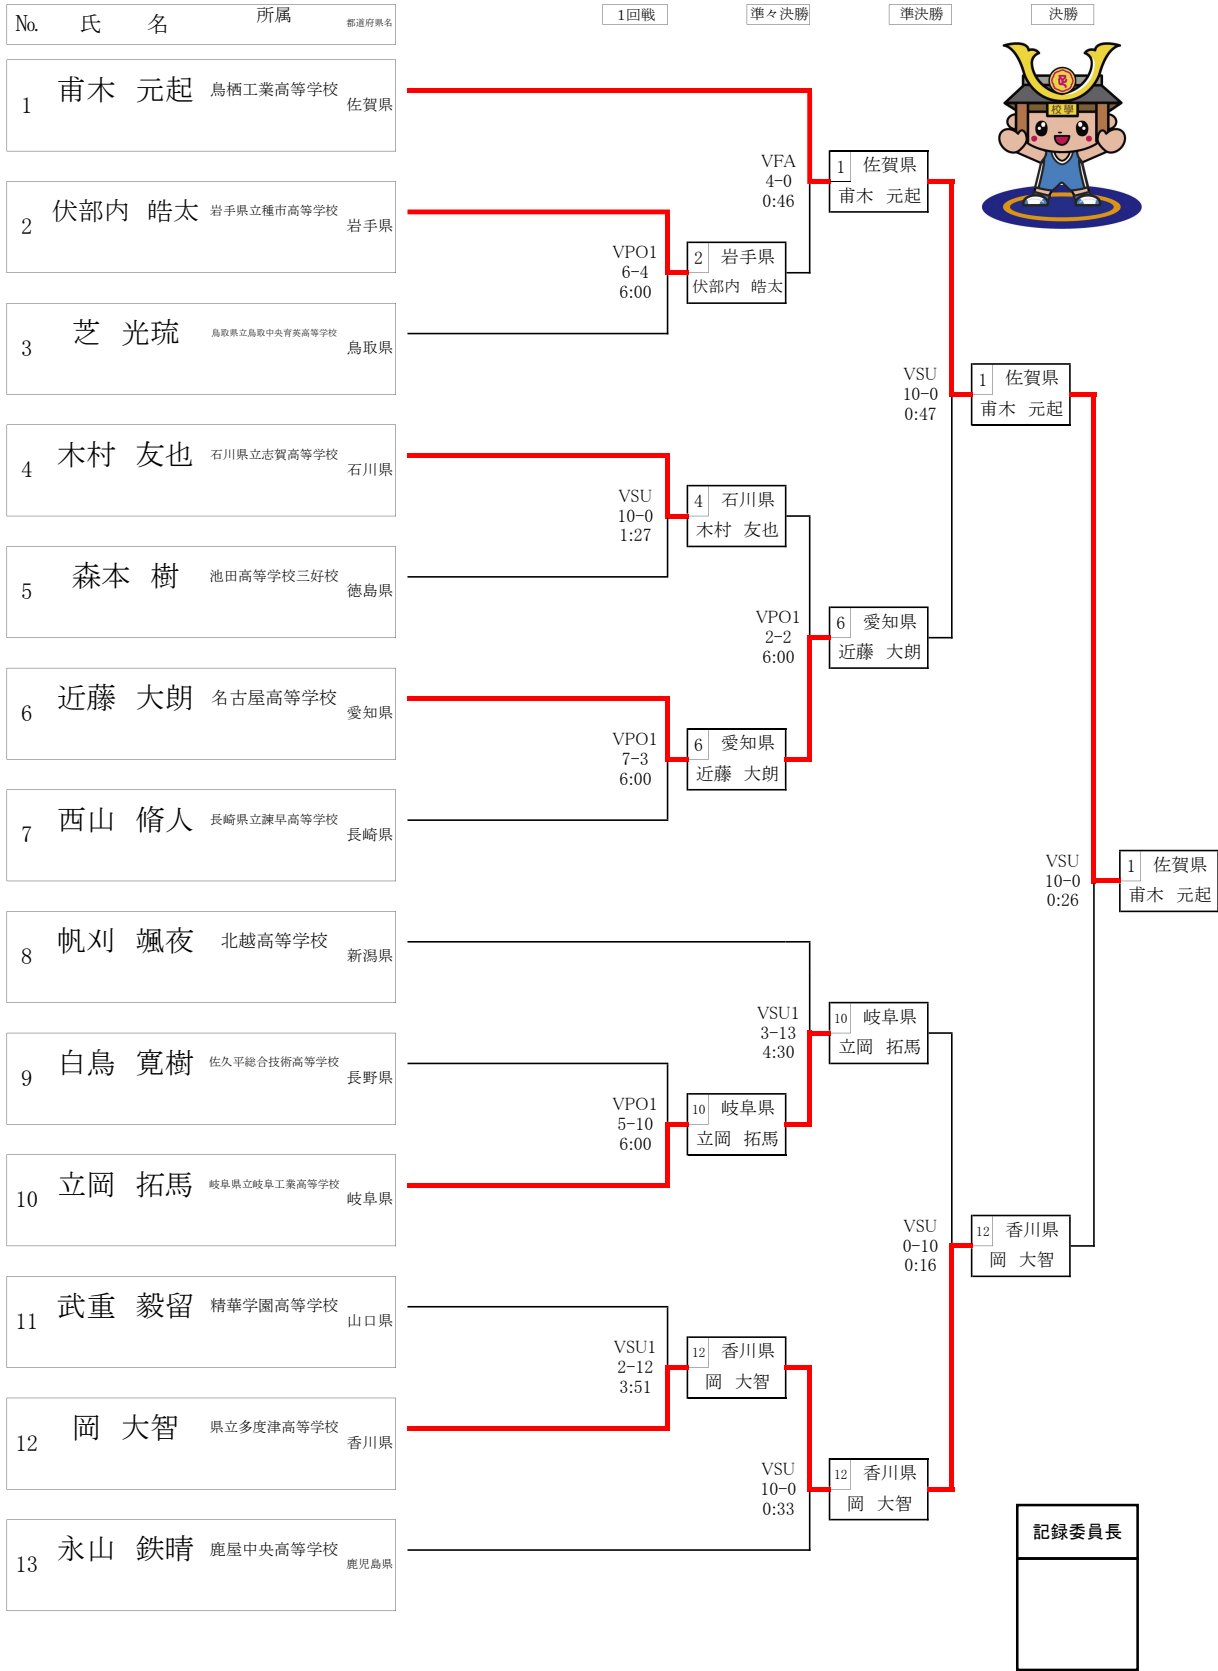 No. 氏 名 所属 都道府県名 1回戦 準々決勝 準決勝 決勝
1 甫木 元起 鳥栖工業高等学校 佐賀県
2 伏部内 皓太 岩手県立種市高等学校 岩手県
3 芝 光琉 鳥取県立鳥取中央育英高等学校 鳥取県
4 木村 友也 石川県立志賀高等学校 石川県
5 森本 樹 池田高等学校三好校 徳島県
6 近藤 大朗 名古屋高等学校 愛知県
7 西山 脩人 長崎県立諫早高等学校 長崎県
8 帆刈 颯夜 北越高等学校 新潟県
9 白鳥 寛樹 佐久平総合技術高等学校 長野県
10 立岡 拓馬 岐阜県立岐阜工業高等学校 岐阜県
11 武重 毅留 精華学園高等学校 山口県
12 岡 大智 県立多度津高等学校 香川県
13 永山 鉄晴 鹿屋中央高等学校 鹿児島県
VPO1
6-4
6:00
2 岩手県
伏部内 皓太
VSU
10-0
1:27
4 石川県
木村 友也
VPO1
7-3
6:00
6 愛知県
近藤 大朗
VPO1
5-10
6:00
10 岐阜県
立岡 拓馬
VSU1
2-12
3:51
12 香川県
岡 大智
VFA
4-0
0:46
1 佐賀県
甫木 元起
VPO1
2-2
6:00
6 愛知県
近藤 大朗
VSU1
3-13
4:30
10 岐阜県
立岡 拓馬
VSU
10-0
0:33
12 香川県
岡 大智
VSU
10-0
0:47
1 佐賀県
甫木 元起
VSU
0-10
0:16
12 香川県
岡 大智
VSU
10-0
0:26
1 佐賀県
甫木 元起
校學
記録委員長